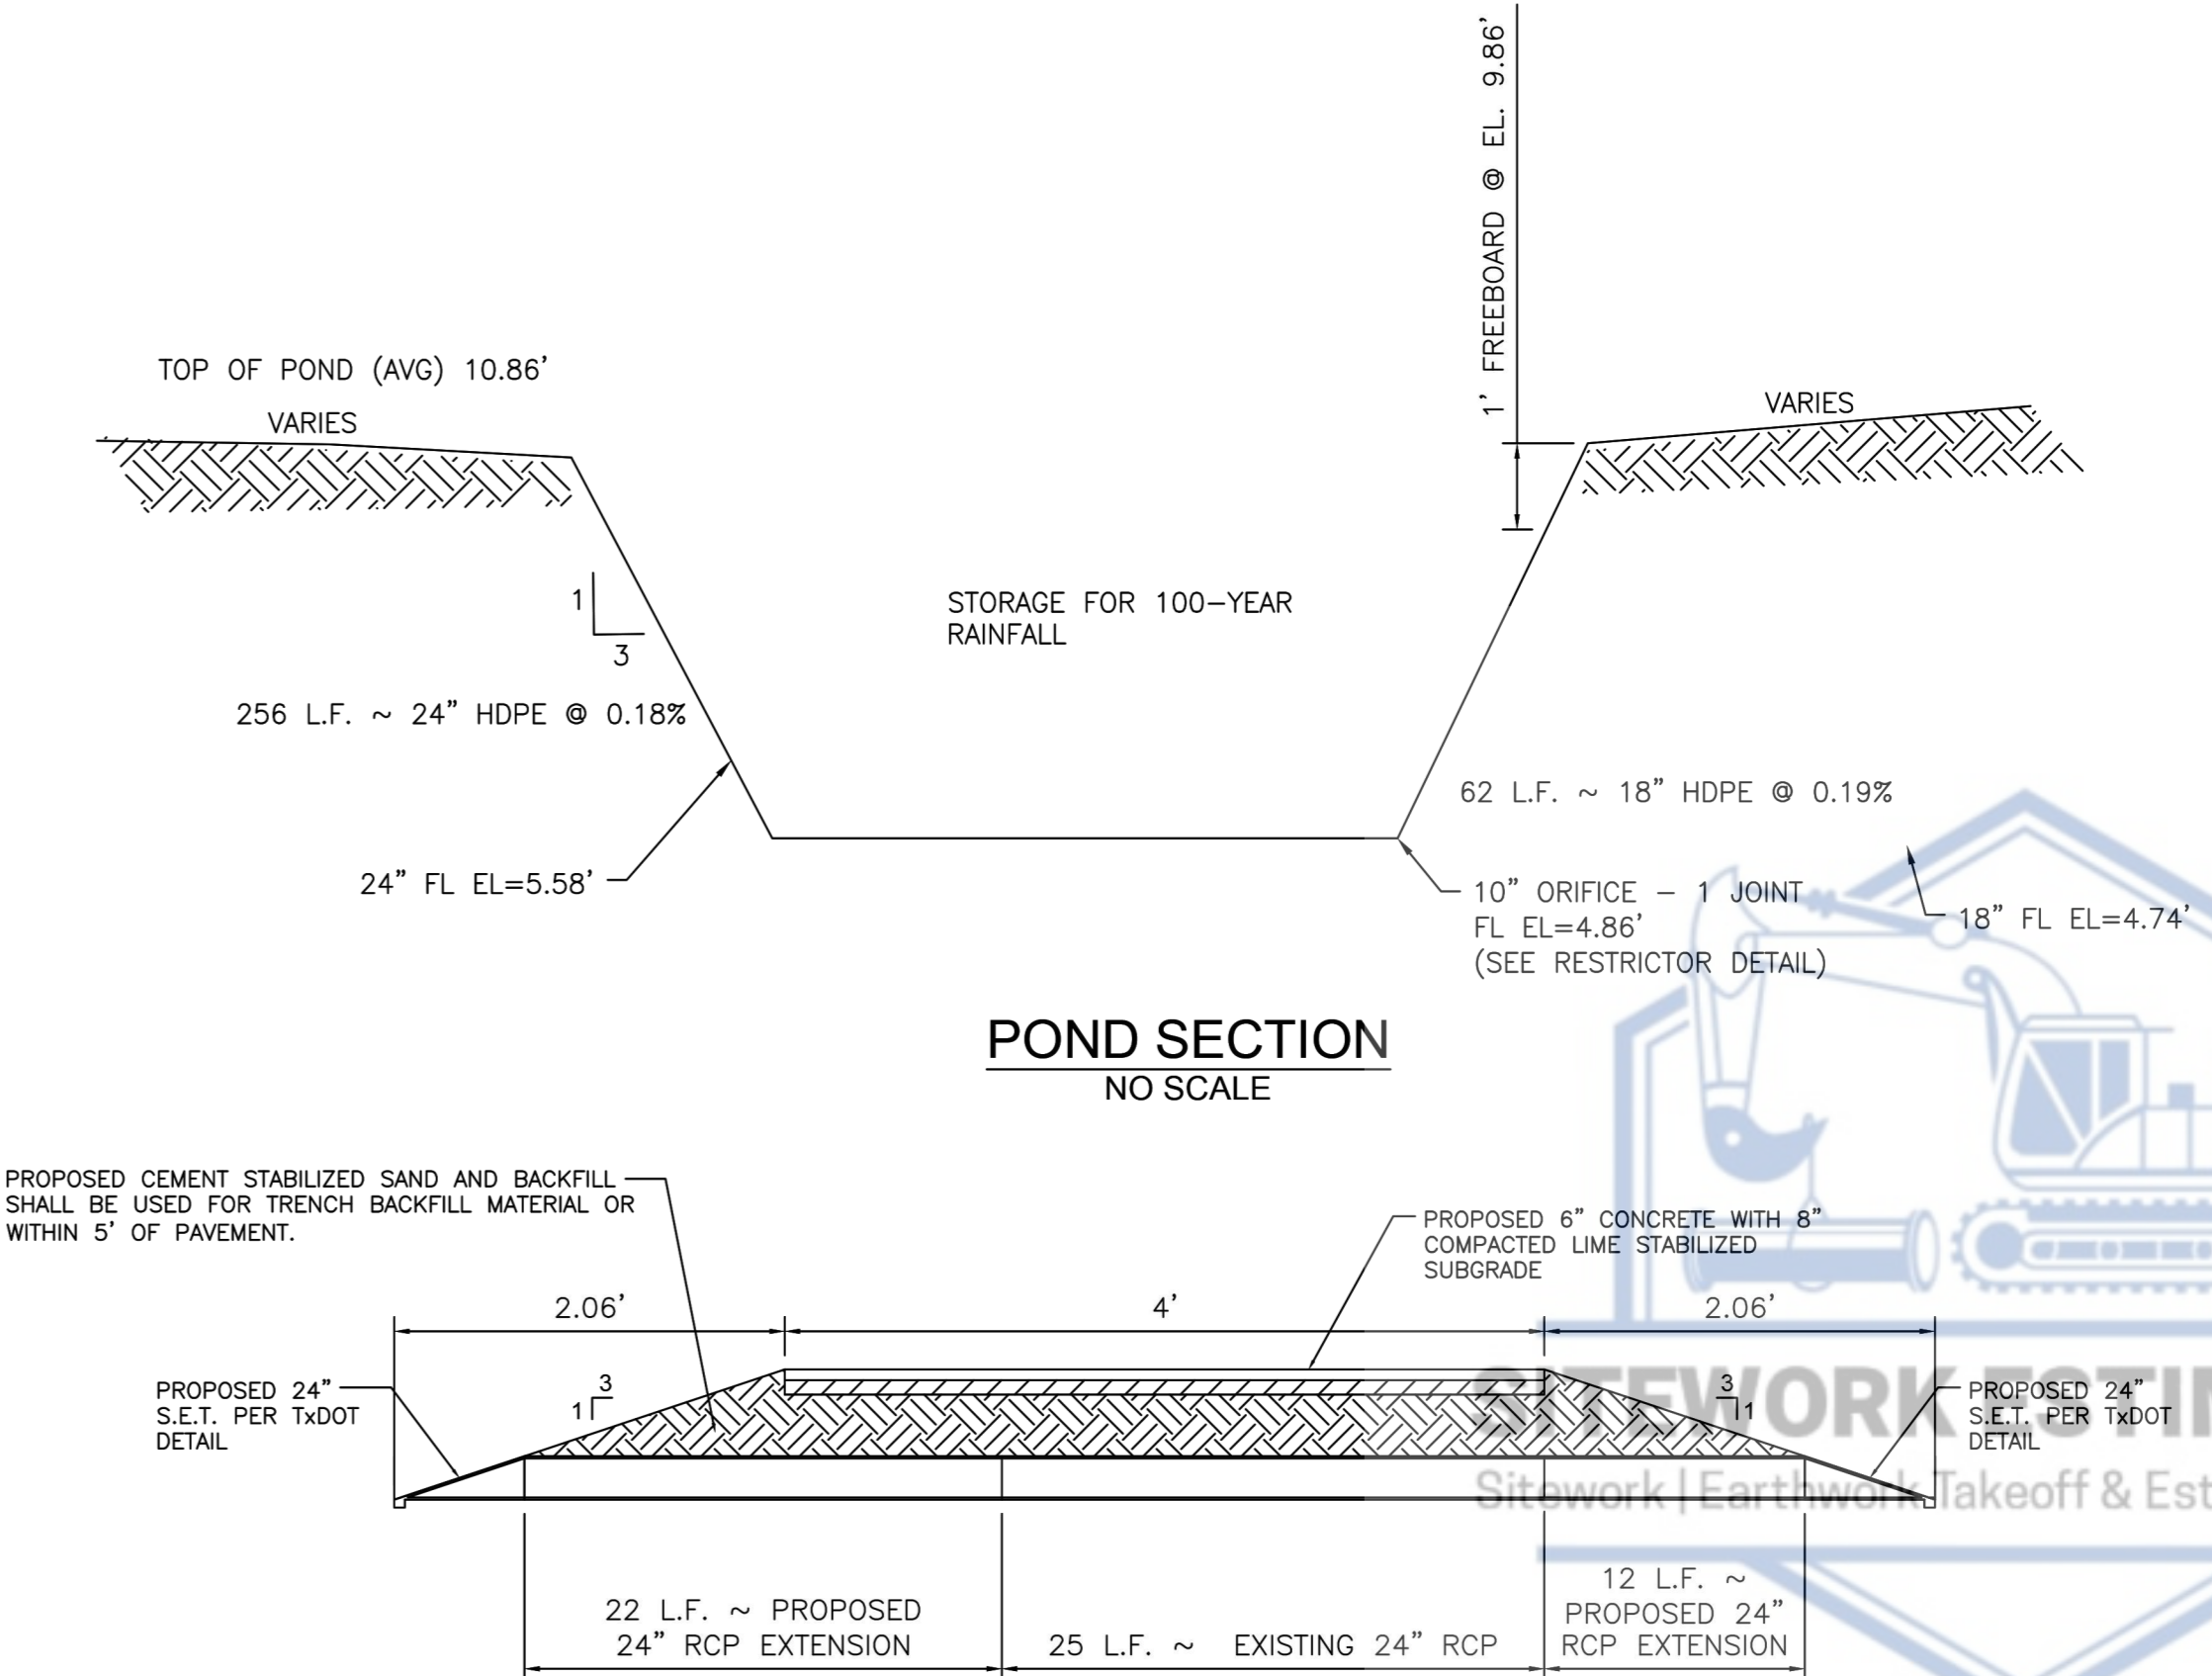 1' FREEBOARD @ EL. 9.86'
TOP OF POND (AVG) 10.86'
VARIES
VARIES
1
3
STORAGE FOR 100-YEAR
RAINFALL
256 L.F. ~ 24" HDPE @ 0.18%
62 L.F. ~ 18" HDPE @ 0.19%
24" FL EL=5.58'
10" ORIFICE - 1 JOINT
FL EL=4.86'
(SEE RESTRICTOR DETAIL)
18" FL EL=4.74'
POND SECTION
NO SCALE
PROPOSED CEMENT STABILIZED SAND AND BACKFILL
SHALL BE USED FOR TRENCH BACKFILL MATERIAL OR
WITHIN 5' OF PAVEMENT.
PROPOSED 6" CONCRETE WITH 8"
COMPACTED LIME STABILIZED
SUBGRADE
2.06'
4'
2.06'
PROPOSED 24"
S.E.T. PER TxDOT
DETAIL
3
1
3
1
PROPOSED 24"
S.E.T. PER TxDOT
DETAIL
SITEWORK ESTIM
Sitework | Earthwork Takeoff & Est
22 L.F. ~ PROPOSED
24" RCP EXTENSION
25 L.F. ~ EXISTING 24" RCP
12 L.F. ~
PROPOSED 24"
RCP EXTENSION